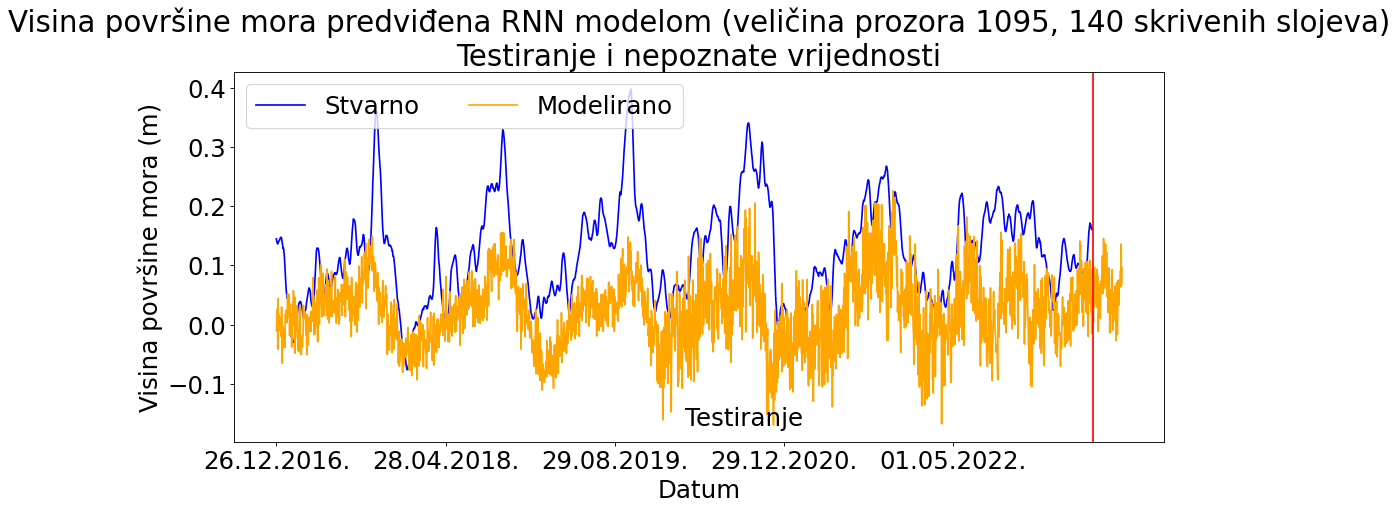 Visina površine mora predviđena RNN modelom (veličina prozora 1095, 140 skrivenih slojeva)
Testiranje i nepoznate vrijednosti
Stvarno
Modelirano
Visina površine mora (m)
0.4
0.3
0.2
0.1
0.0
−0.1
Testiranje
26.12.2016.
28.04.2018.
29.08.2019.
29.12.2020.
01.05.2022.
Datum